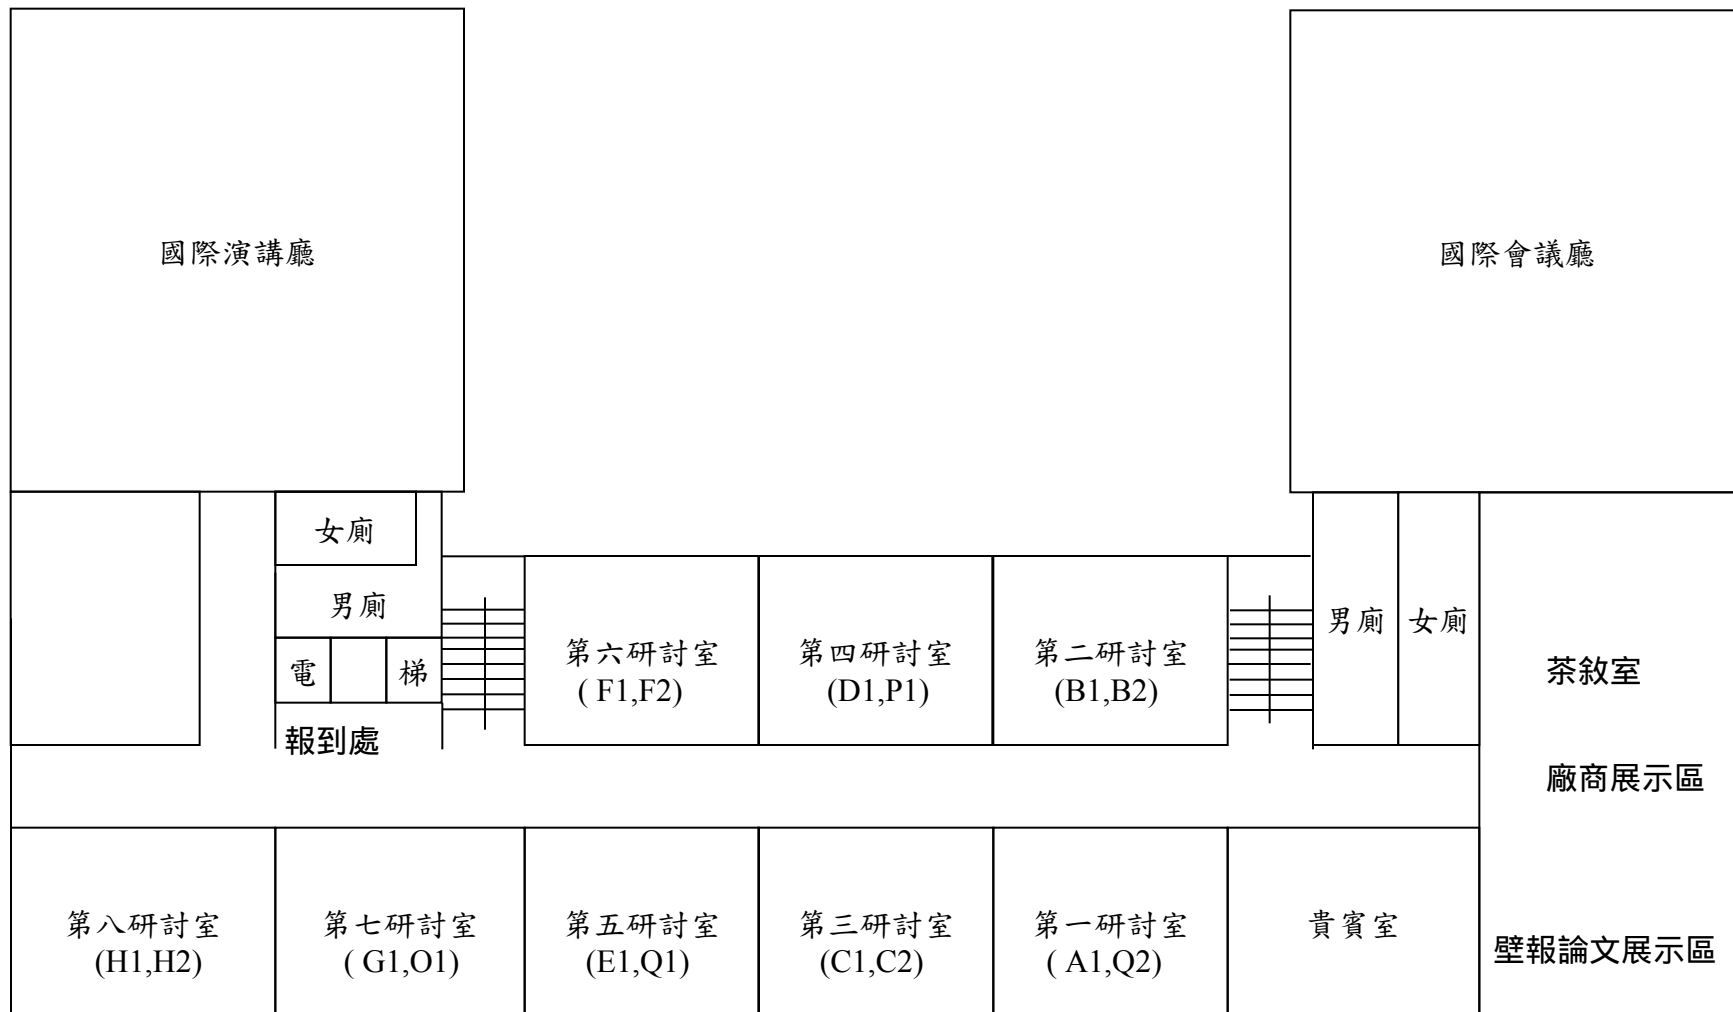 國際演講廳
國際會議廳
女廁
男廁
電
梯
報到處
第六研討室
( F1,F2)
第四研討室
(D1,P1)
第二研討室
(B1,B2)
男廁
女廁
茶敘室
廠商展示區
第八研討室
(H1,H2)
第七研討室
( G1,O1)
第五研討室
(E1,Q1)
第三研討室
(C1,C2)
第一研討室
( A1,Q2)
貴賓室
壁報論文展示區